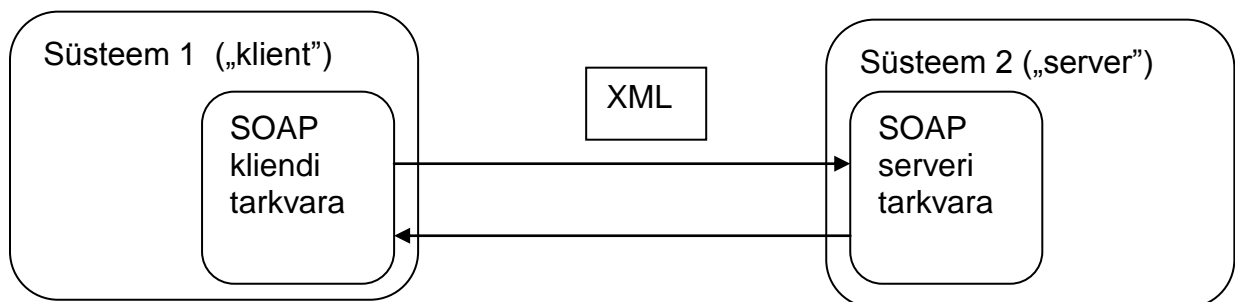 Süsteem 1  („klient”)
SOAP
kliendi
tarkvara
XML
Süsteem 2 („server”)
SOAP
serveri
tarkvara